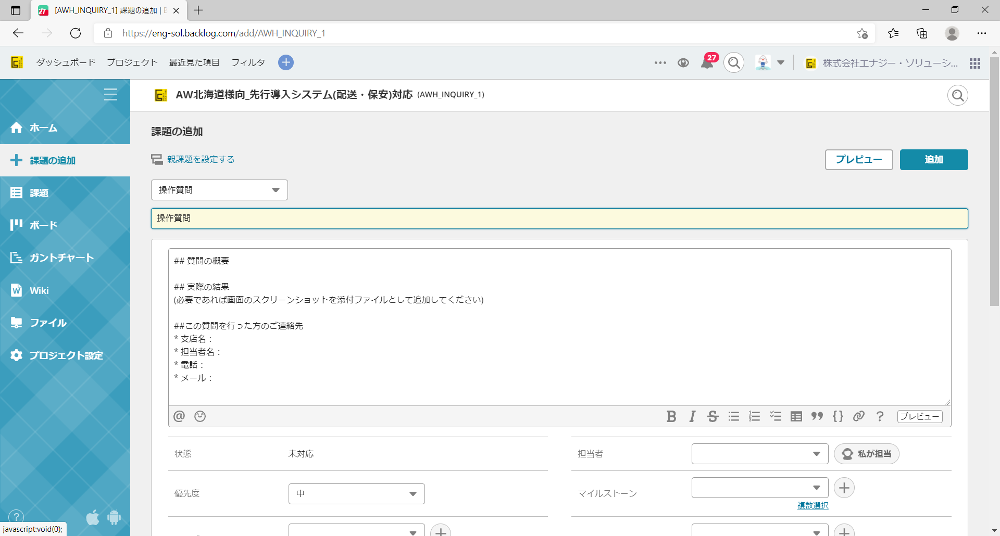 [AWH_INQUIRY_1] 課題の追加 | B
https://eng-sol.backlog.com/add/AWH_INQUIRY_1
ダッシュボード プロジェクト 最近見た項目 フィルタ
27
株式会社エナジー・ソリューシ...
AW北海道様向_先行導入システム(配送・保安)対応 (AWH_INQUIRY_1)
ホーム
課題の追加
課題
ボード
ガントチャート
Wiki
ファイル
プロジェクト設定
課題の追加
親課題を設定する
プレビュー
追加
操作質問
操作質問
## 質問の概要
## 実際の結果
(必要であれば画面のスクリーンショットを添付ファイルとして追加してください)
##この質問を行った方のご連絡先
* 支店名：
* 担当者名：
* 電話：
* メール：
プレビュー
状態 未対応
担当者 私が担当
優先度 中
マイルストーン
複数選択
javascript:void(0);